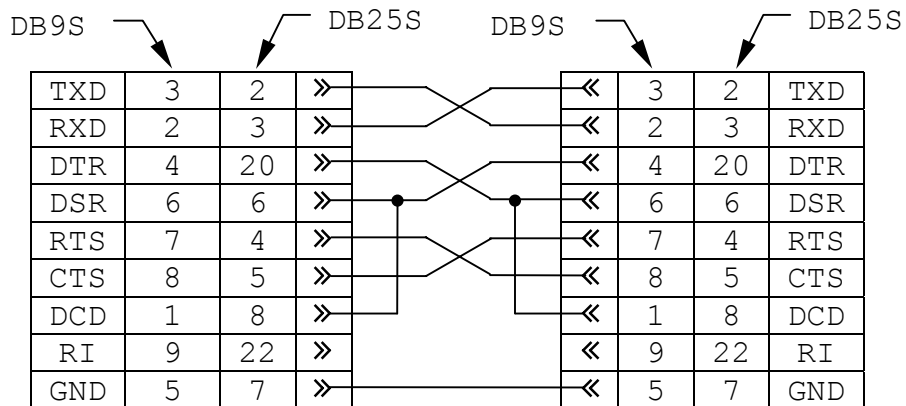 DB9S DB25S DB9S DB25S
TXD 3 2 3 2 TXD
RXD 2 3 2 3 RXD
DTR 4 20 4 20 DTR
DSR 6 6 6 6 DSR
RTS 7 4 7 4 RTS
CTS 8 5 8 5 CTS
DCD 1 8 1 8 DCD
RI 9 22 9 22 RI
GND 5 7 5 7 GND